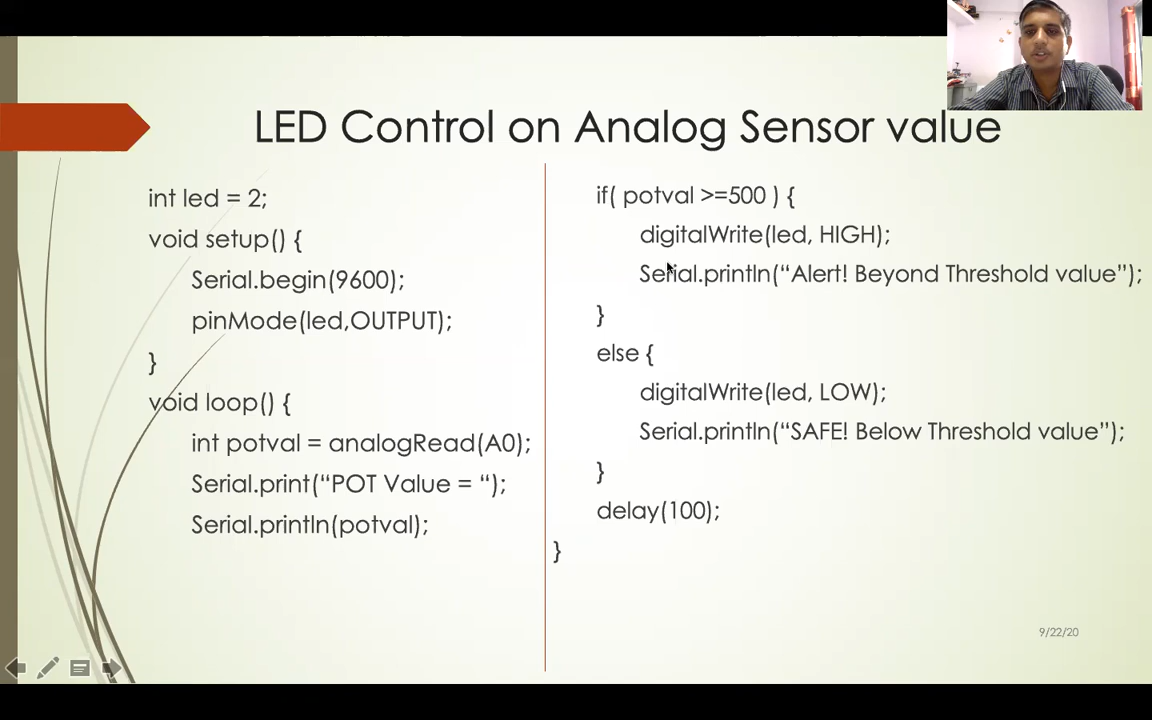 LED Control on Analog Sensor value
int led = 2;
void setup() {
Serial.begin(9600);
pinMode(led,OUTPUT);
}
void loop() {
int potval = analogRead(A0);
Serial.print(“POT Value = “);
Serial.println(potval);
if( potval >=500 ) {
digitalWrite(led, HIGH);
Serial.println(“Alert! Beyond Threshold value”);
}
else {
digitalWrite(led, LOW);
Serial.println(“SAFE! Below Threshold value”);
}
delay(100);
}
9/22/20